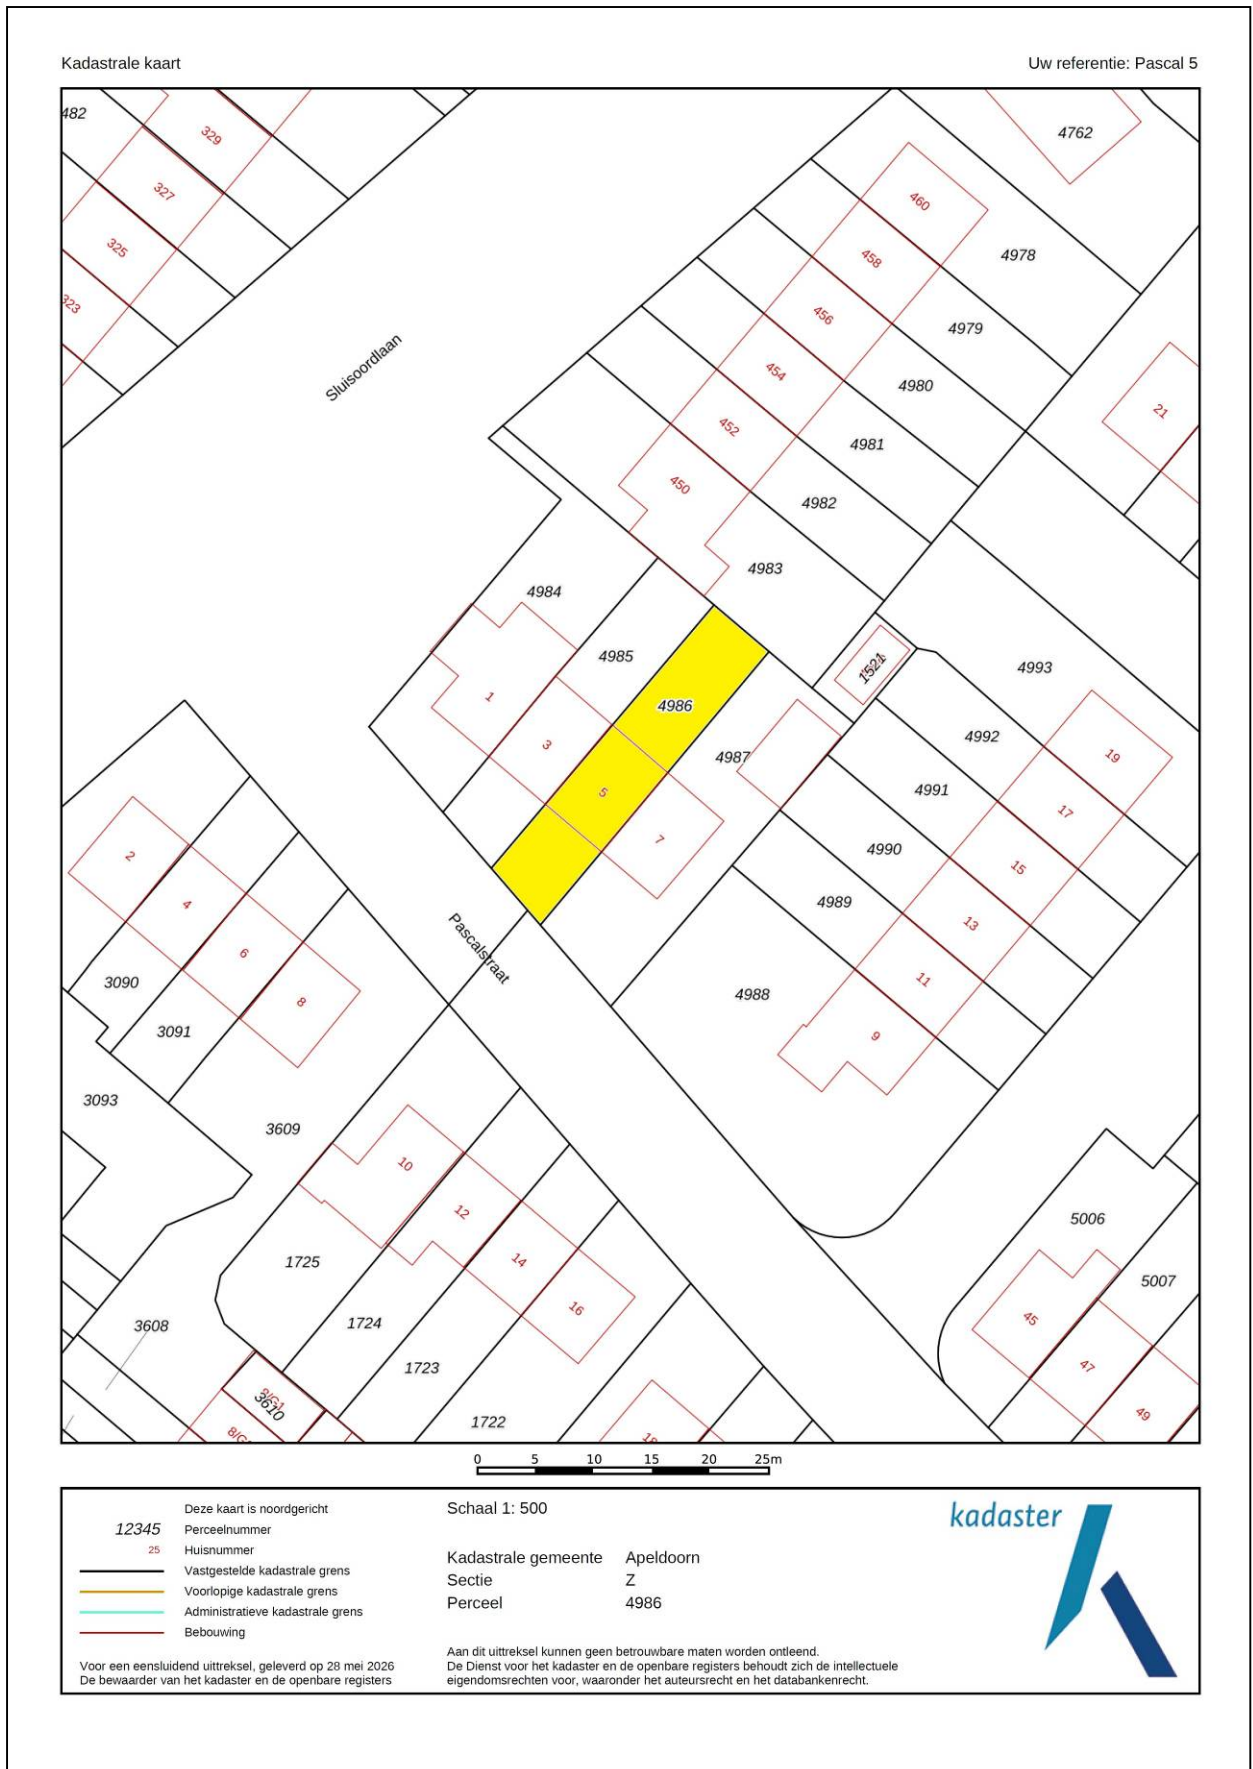 Kadastrale kaart
Uw referentie: Pascal 5
482
329
327
325
323
Sluisoordlaan
4762
460
458
456
454
452
450
4978
4979
4980
4981
4982
4983
21
4984
4985
4986
4987
1
3
5
7
1521
4993
4992
4991
4990
4989
4988
19
17
15
13
11
9
2
4
6
8
Pascalstraat
3090
3091
3093
3609
10
12
14
16
1725
1724
1723
1722
3608
3610
18
5006
5007
45
47
49
0 5 10 15 20 25m
Deze kaart is noordgericht
12345 Perceelnummer
25 Huisnummer
Vastgestelde kadastrale grens
Voorlopige kadastrale grens
Administratieve kadastrale grens
Bebouwing
Voor een eensluidend uittreksel, geleverd op 28 mei 2026
De bewaarder van het kadaster en de openbare registers
Schaal 1: 500
Kadastrale gemeente Apeldoorn
Sectie Z
Perceel 4986
Aan dit uittreksel kunnen geen betrouwbare maten worden ontleend.
De Dienst voor het kadaster en de openbare registers behoudt zich de intellectuele
eigendomsrechten voor, waaronder het auteursrecht en het databankenrecht.
kadaster